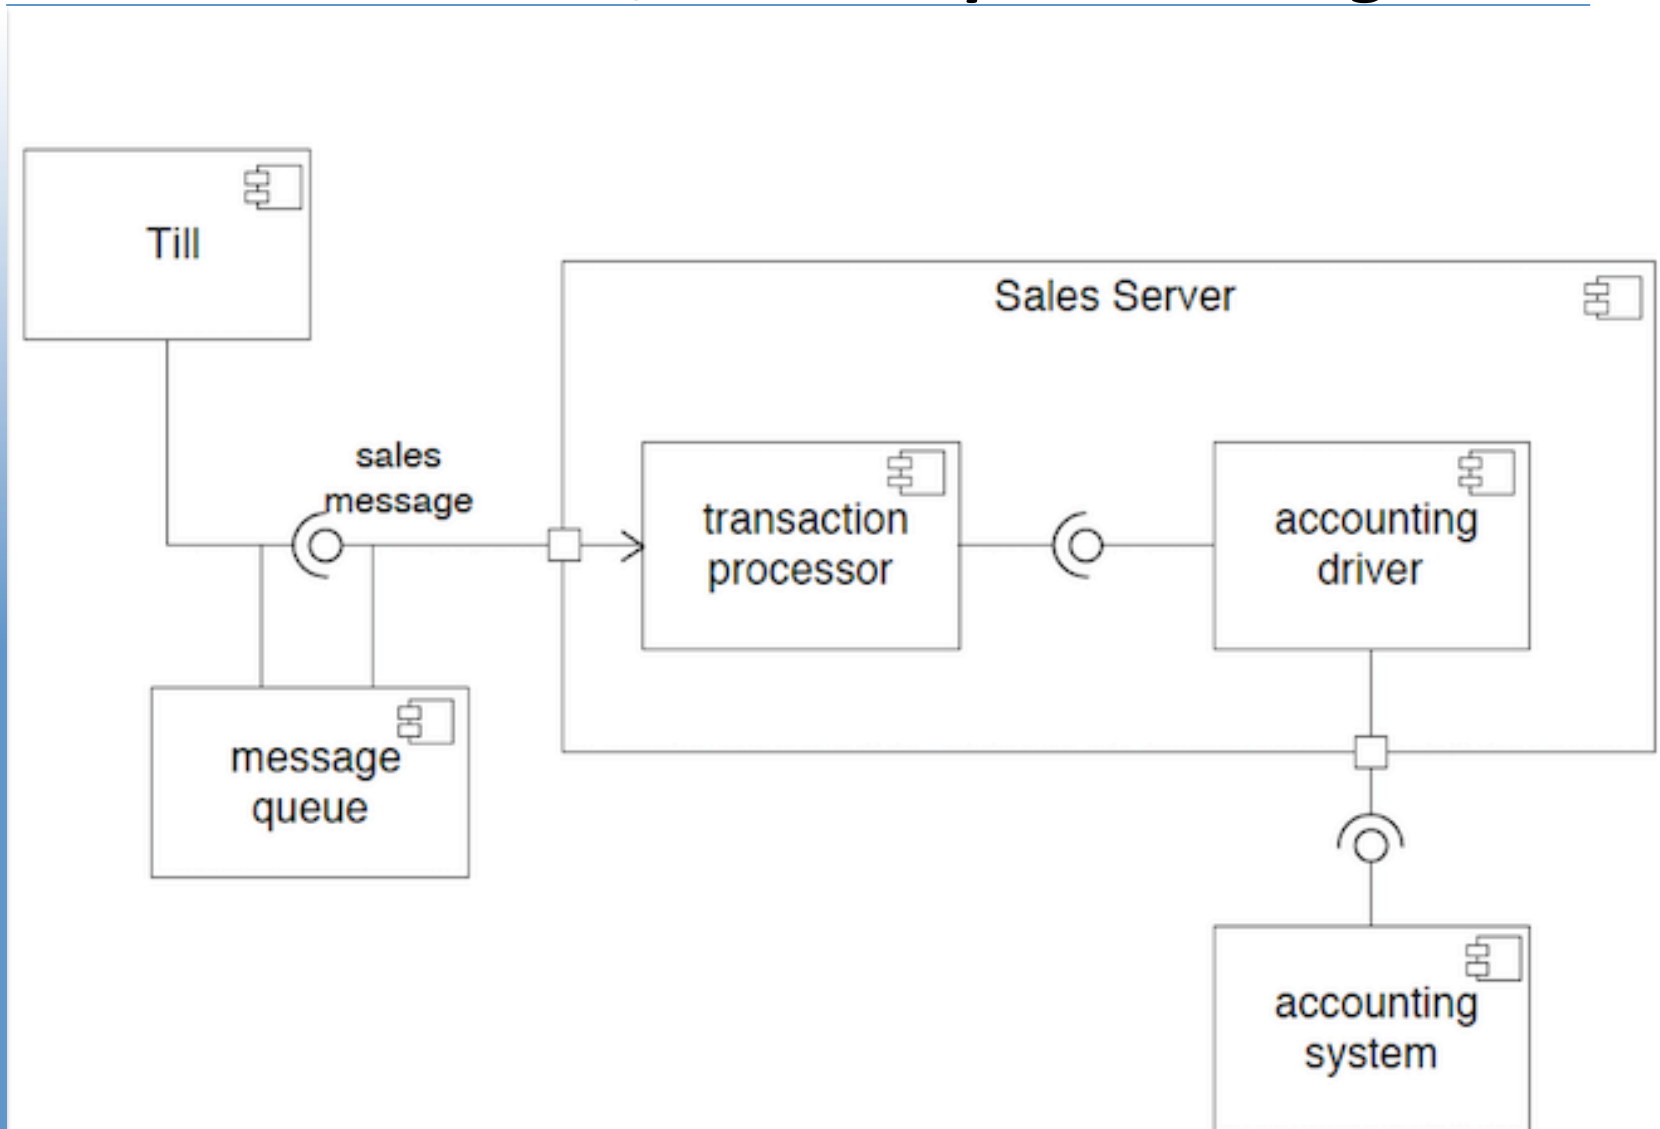 Till
Sales Server
sales
message
transaction
processor
accounting
driver
message
queue
accounting
system